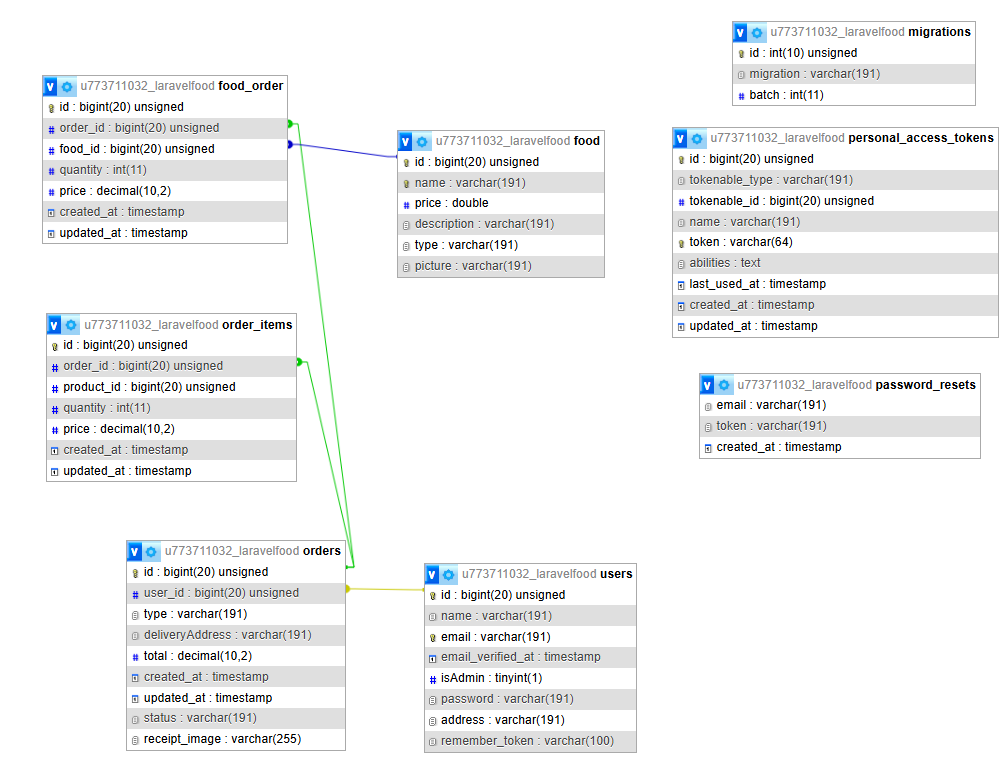 u773711032_laravelfood food_order
id : bigint(20) unsigned
order_id : bigint(20) unsigned
food_id : bigint(20) unsigned
quantity : int(11)
price : decimal(10,2)
created_at : timestamp
updated_at : timestamp
u773711032_laravelfood food
id : bigint(20) unsigned
name : varchar(191)
price : double
description : varchar(191)
type : varchar(191)
picture : varchar(191)
u773711032_laravelfood migrations
id : int(10) unsigned
migration : varchar(191)
batch : int(11)
u773711032_laravelfood personal_access_tokens
id : bigint(20) unsigned
tokenable_type : varchar(191)
tokenable_id : bigint(20) unsigned
name : varchar(191)
token : varchar(64)
abilities : text
last_used_at : timestamp
created_at : timestamp
updated_at : timestamp
u773711032_laravelfood order_items
id : bigint(20) unsigned
order_id : bigint(20) unsigned
product_id : bigint(20) unsigned
quantity : int(11)
price : decimal(10,2)
created_at : timestamp
updated_at : timestamp
u773711032_laravelfood password_resets
email : varchar(191)
token : varchar(191)
created_at : timestamp
u773711032_laravelfood orders
id : bigint(20) unsigned
user_id : bigint(20) unsigned
type : varchar(191)
deliveryAddress : varchar(191)
total : decimal(10,2)
created_at : timestamp
updated_at : timestamp
status : varchar(191)
receipt_image : varchar(255)
u773711032_laravelfood users
id : bigint(20) unsigned
name : varchar(191)
email : varchar(191)
email_verified_at : timestamp
isAdmin : tinyint(1)
password : varchar(191)
address : varchar(191)
remember_token : varchar(100)